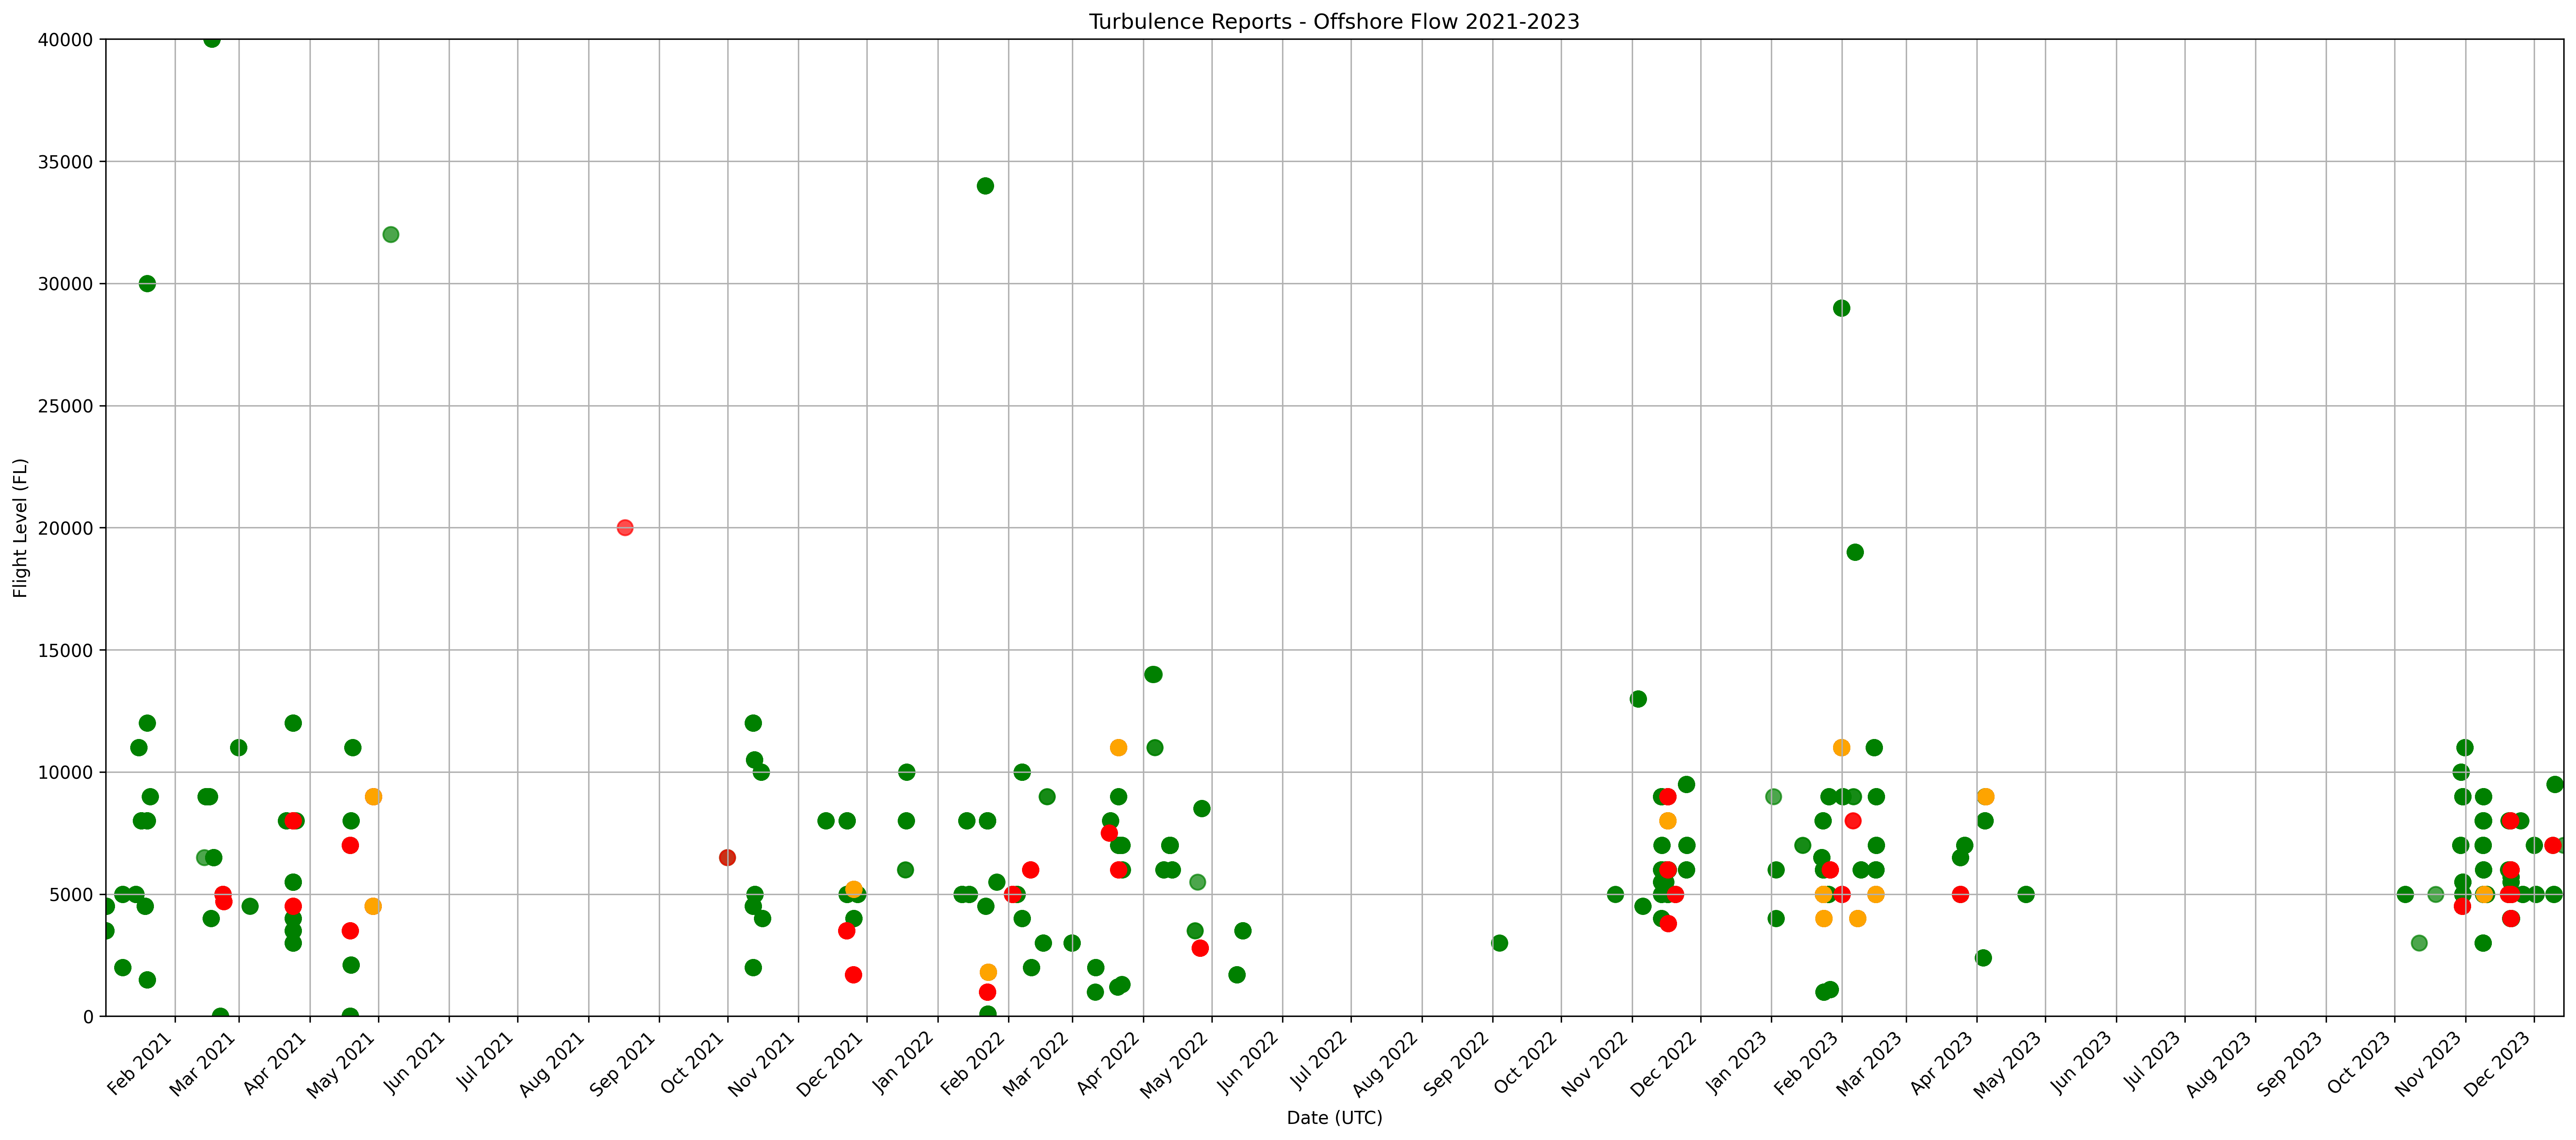 Turbulence Reports - Offshore Flow 2021-2023
40000
35000
30000
25000
20000
15000
10000
5000
0
Flight Level (FL)
Feb 2021
Mar 2021
Apr 2021
May 2021
Jun 2021
Jul 2021
Aug 2021
Sep 2021
Oct 2021
Nov 2021
Dec 2021
Jan 2022
Feb 2022
Mar 2022
Apr 2022
May 2022
Jun 2022
Jul 2022
Aug 2022
Sep 2022
Oct 2022
Nov 2022
Dec 2022
Jan 2023
Feb 2023
Mar 2023
Apr 2023
May 2023
Jun 2023
Jul 2023
Aug 2023
Sep 2023
Oct 2023
Nov 2023
Dec 2023
Date (UTC)